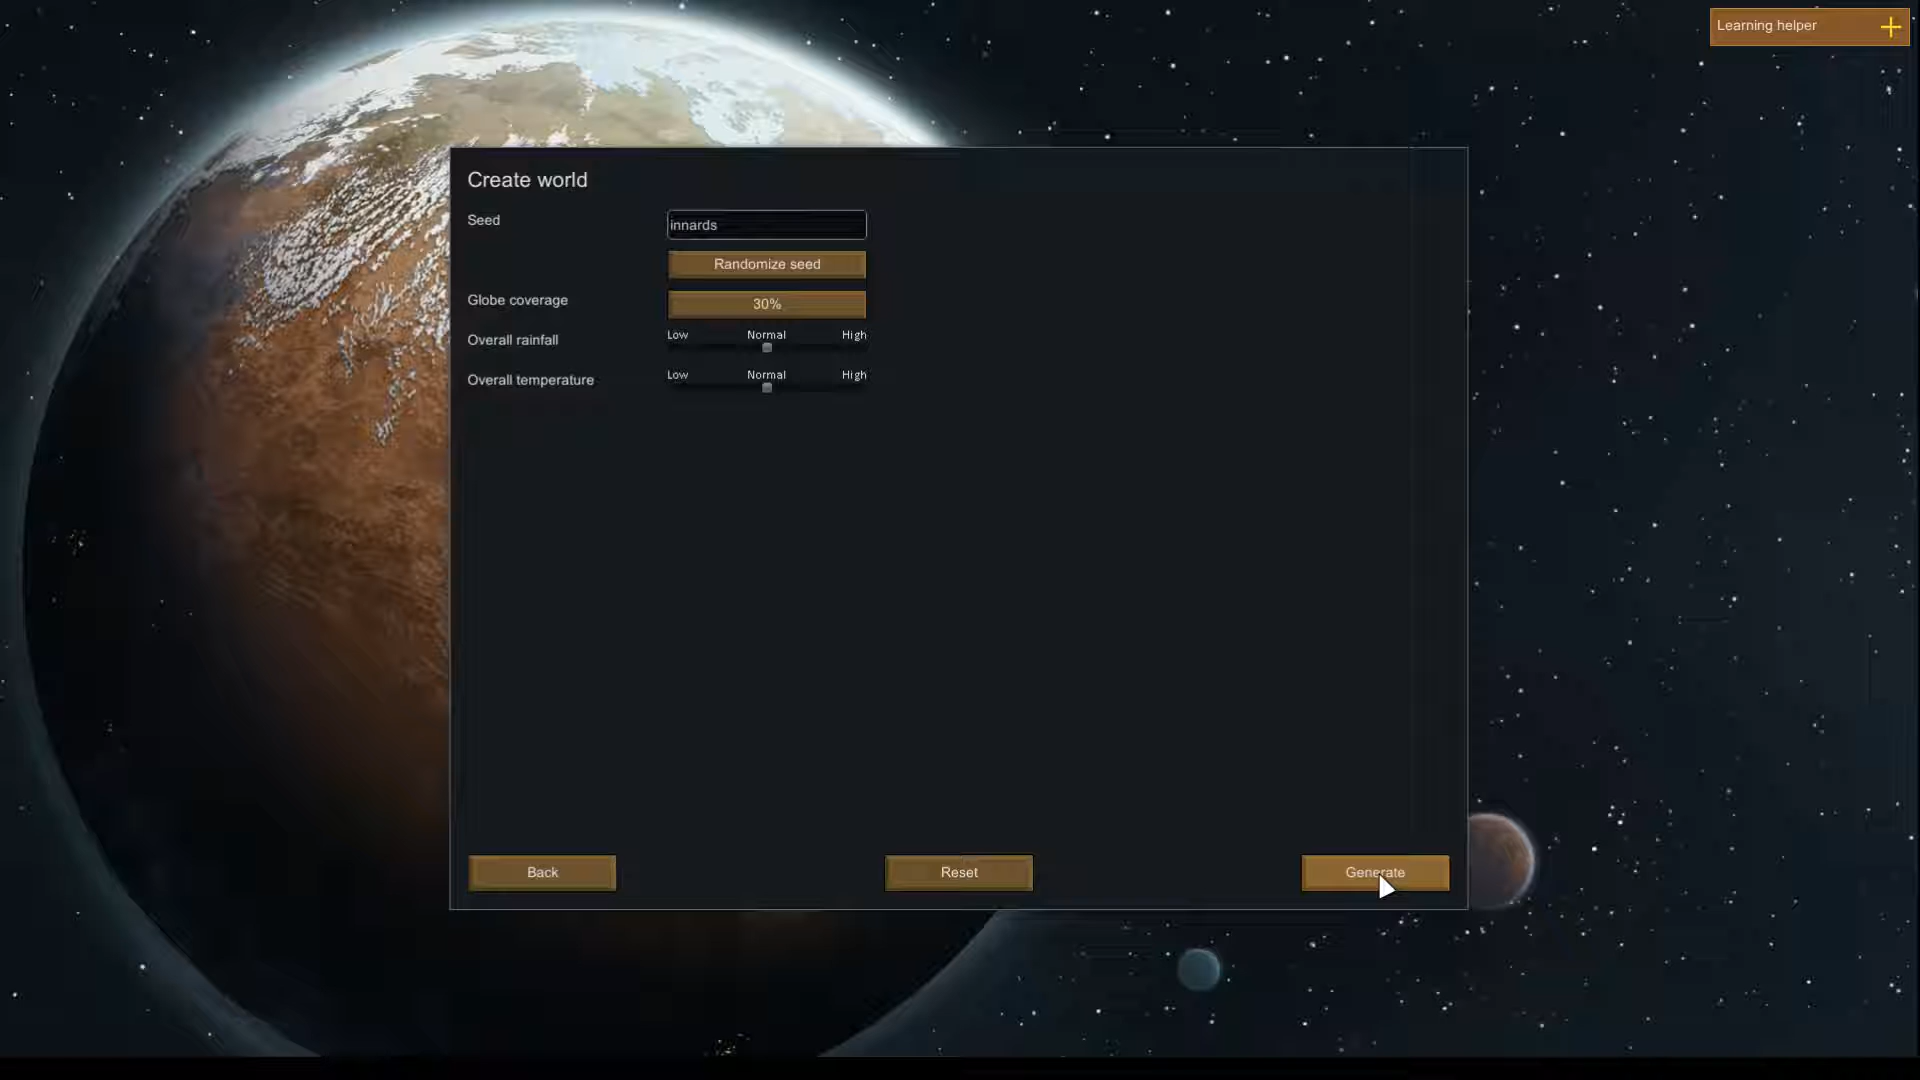 Learning helper
Create world
Seed
innards
Randomize seed
Globe coverage
30%
Overall rainfall
Low Normal High
Overall temperature
Low Normal High
Back
Reset
Generate